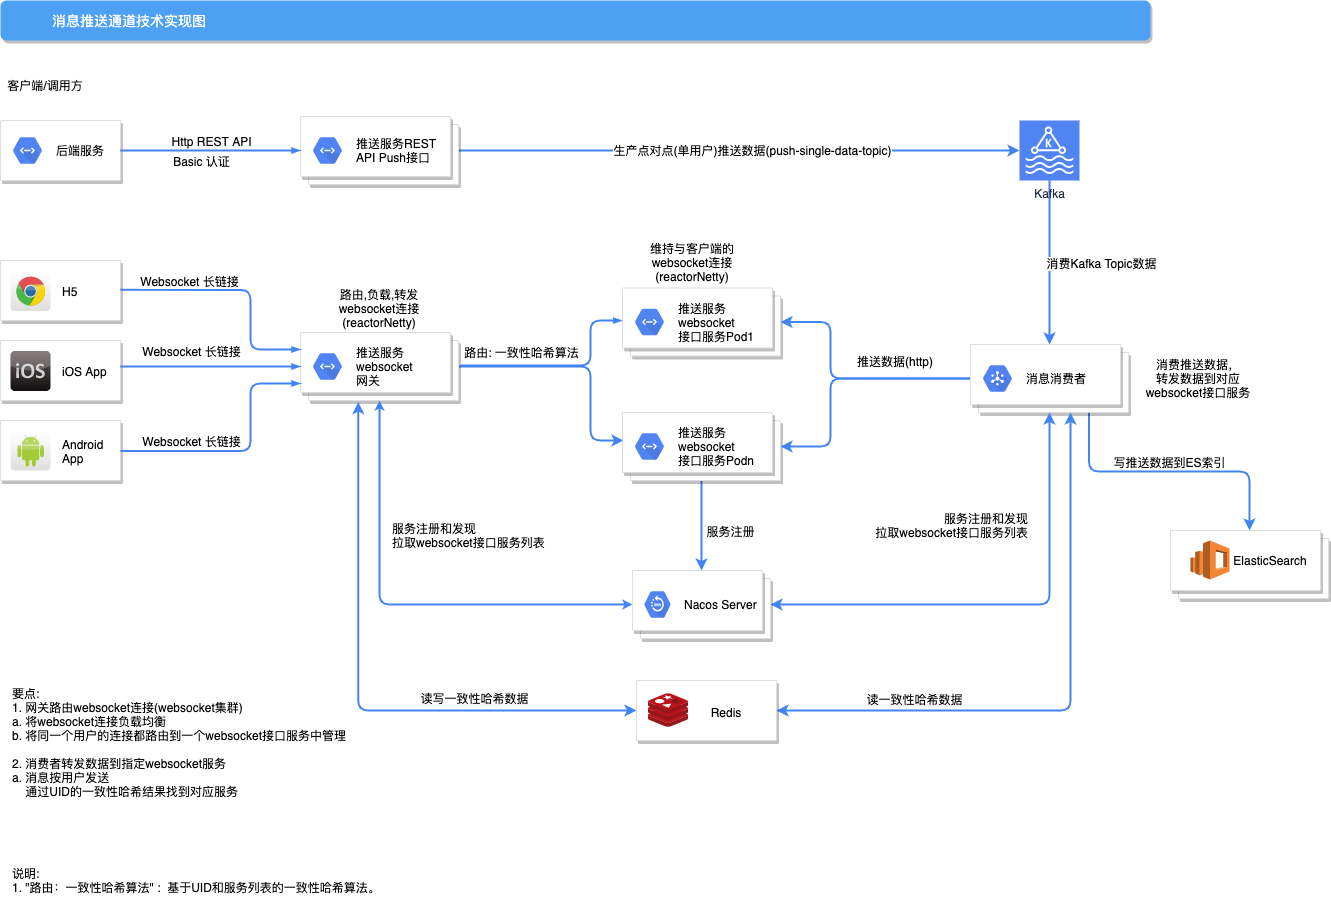 消息推送通道技术实现图
客户端/调用方
后端服务
Http REST API
Basic 认证
推送服务REST
API Push接口
生产点对点(单用户)推送数据(push-single-data-topic)
Kafka
消费Kafka Topic数据
H5
Websocket 长链接
iOS
iOS App
Websocket 长链接
Android
App
Websocket 长链接
路由,负载,转发
websocket连接
(reactorNetty)
推送服务
websocket
网关
路由: 一致性哈希算法
维持与客户端的
websocket连接
(reactorNetty)
推送服务
websocket
接口服务Pod1
推送服务
websocket
接口服务Podn
推送数据(http)
消息消费者
消费推送数据，
转发数据到对应
websocket接口服务
写推送数据到ES索引
ElasticSearch
服务注册和发现
拉取websocket接口服务列表
服务注册
服务注册和发现
拉取websocket接口服务列表
Nacos Server
读写一致性哈希数据
Redis
读一致性哈希数据
要点:
1. 网关路由websocket连接(websocket集群)
a. 将websocket连接负载均衡
b. 将同一个用户的连接都路由到一个websocket接口服务中管理
2. 消费者转发数据到指定websocket服务
a. 消息按用户发送
通过UID的一致性哈希结果找到对应服务
说明:
1. "路由：一致性哈希算法"： 基于UID和服务列表的一致性哈希算法。